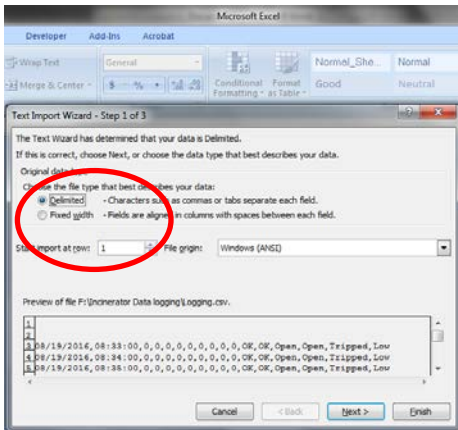 Microsoft Excel
Developer Add-Ins Acrobat
Wrap Text General Normal_She... Normal
Merge & Center $ % , Conditional Formatting Format as Table Good Neutral
Text Import Wizard - Step 1 of 3
The Text Wizard has determined that your data is Delimited.
If this is correct, choose Next, or choose the data type that best describes your data.
Original data type
Choose the file type that best describes your data:
Delimited - Characters such as commas or tabs separate each field.
Fixed width - Fields are aligned in columns with spaces between each field.
Start import at row: 1 File origin: Windows (ANSI)
Preview of file F:\Incinerator Data logging\Logging.csv.
1
2
3 08/19/2016,08:33:00,0,0,0,0,0,0,0,0,0,OK,OK,Open,Open,Tripped,Low
4 08/19/2016,08:34:00,0,0,0,0,0,0,0,0,0,OK,OK,Open,Open,Tripped,Low
5 08/19/2016,08:35:00,0,0,0,0,0,0,0,0,0,OK,OK,Open,Open,Tripped,Low
Cancel < Back Next > Finish